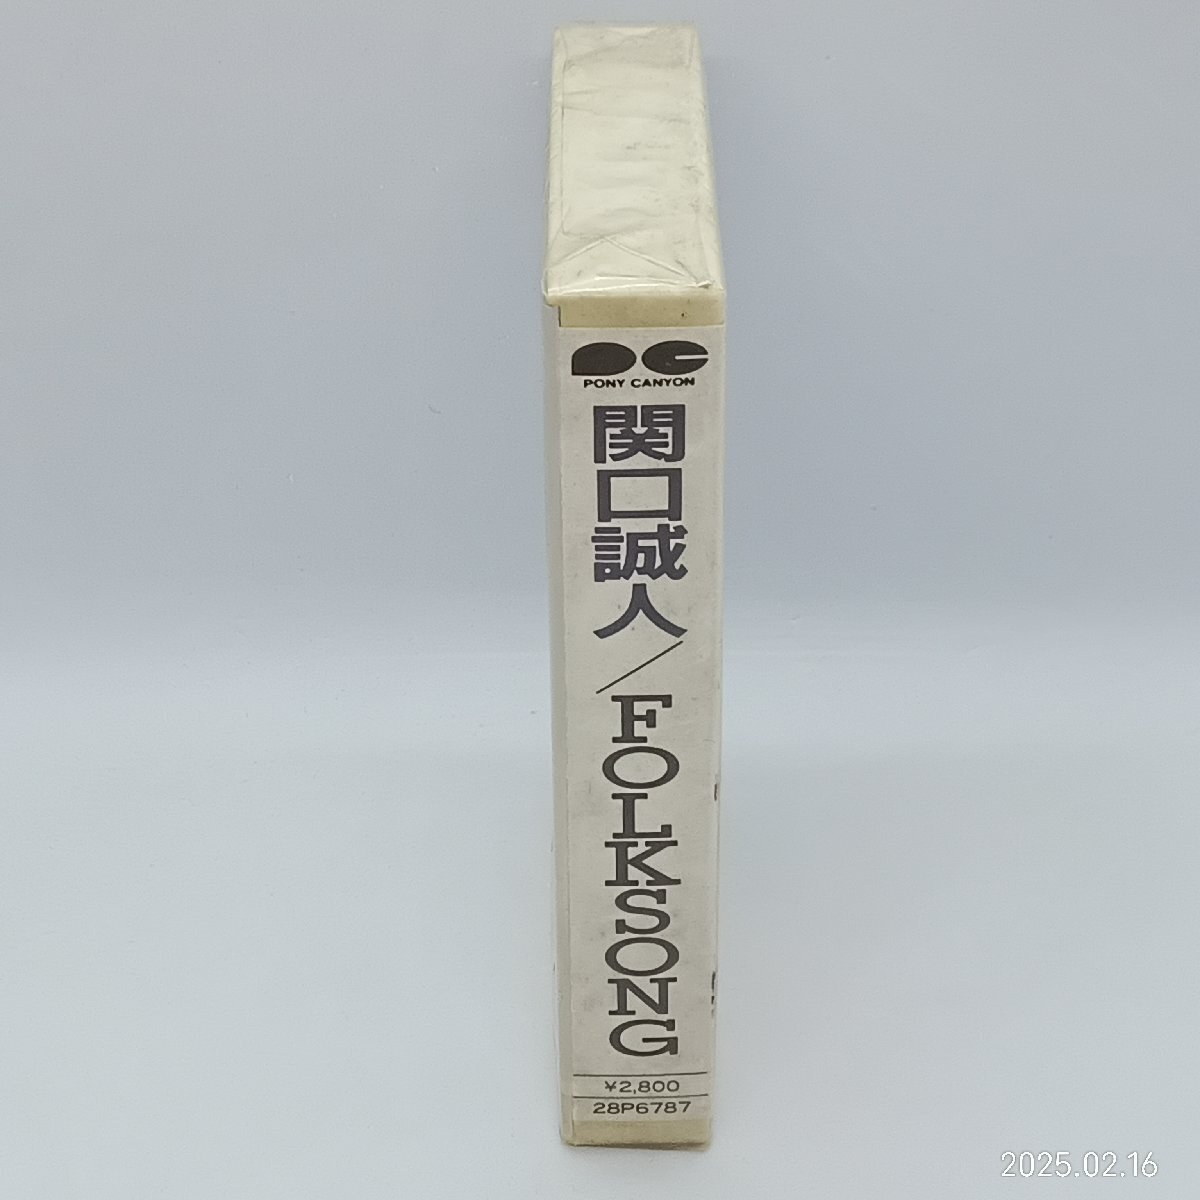 PONY CANYON
関口誠人／FOLKSONG
¥2,800
28P6787
2025.02.16